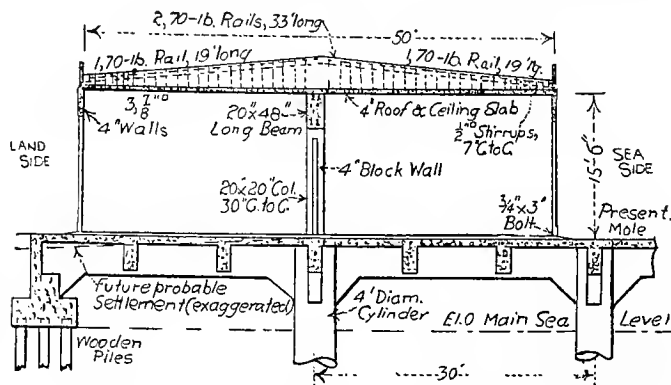 2, 70-lb. Rails, 33' long
50'
1, 70-lb. Rail, 19' long
1, 70-lb. Rail, 19' lng.
3, 7/8"□
20"x48"
Long Beam
4" Roof & Ceiling Slab
1/2"□ Stirrups,
7" C. to C.
4" Walls
LAND
SIDE
4" Block Wall
15'-6"
SEA
SIDE
20"x20" Col.
30" C. to C.
3/4" x 3"
Bolt
Present
Mole
Future probable
Settlement (exaggerated)
4' Diam.
Cylinder
El.0 Main Sea Level
Wooden
Piles
30'